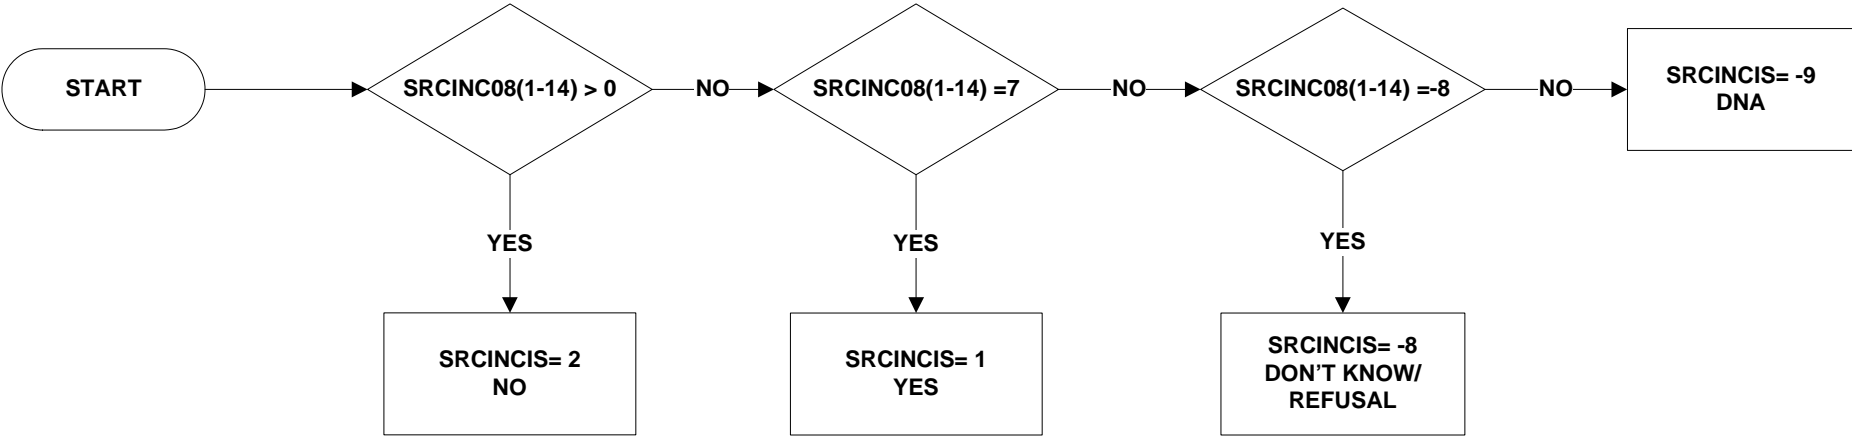 START
SRCINC08(1-14) > 0
NO
SRCINC08(1-14) =7
NO
SRCINC08(1-14) =-8
NO
SRCINCIS= -9
DNA
YES
YES
YES
SRCINCIS= 2
NO
SRCINCIS= 1
YES
SRCINCIS= -8
DON'T KNOW/
REFUSAL